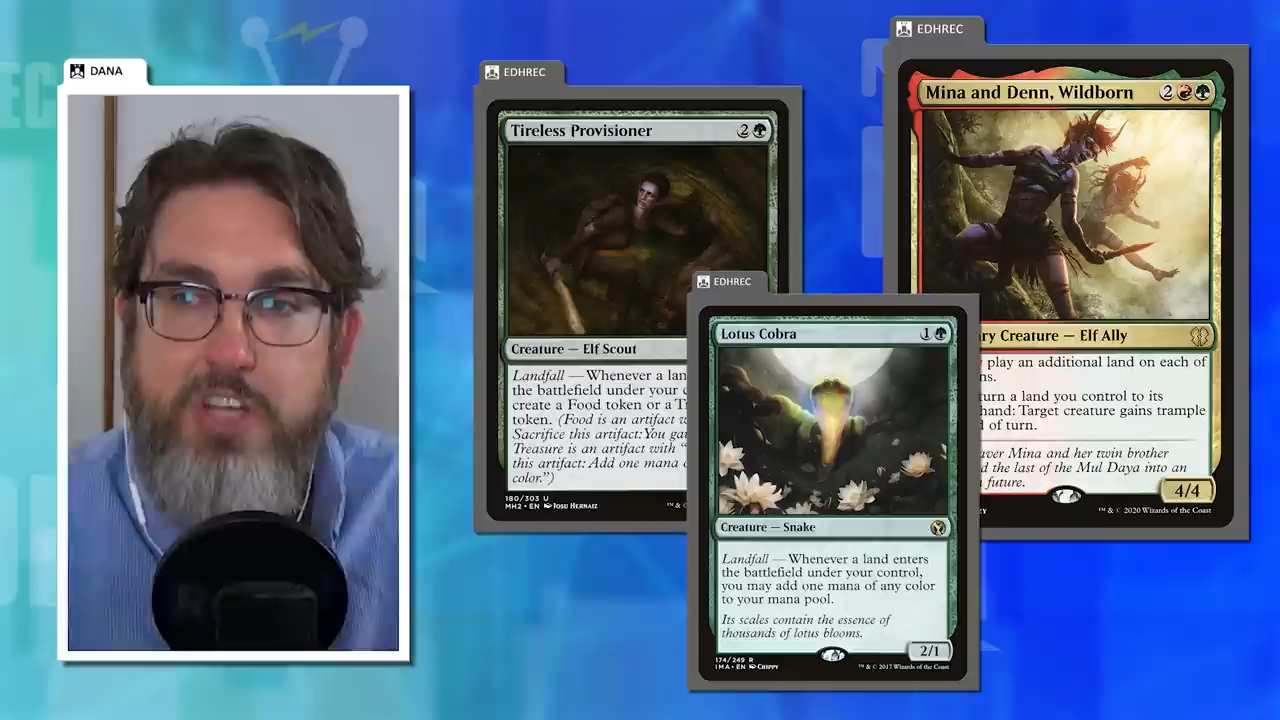 DANA
EDHREC
Tireless Provisioner 2
Creature — Elf Scout
Landfall — Whenever a lan
the battlefield under your c
create a Food token or a T
token. (Food is an artifact w
Sacrifice this artifact: You ga
Treasure is an artifact with “
this artifact: Add one mana o
color.”)
180/303 U
MH2 • EN Josu Hernaiz
™ & ©
EDHREC
Lotus Cobra 1
Creature — Snake
Landfall — Whenever a land enters
the battlefield under your control,
you may add one mana of any color
to your mana pool.
Its scales contain the essence of
thousands of lotus blooms.
2/1
174/249 R
IMA • EN Chippy
™ & © 2017 Wizards of the Coast
EDHREC
Mina and Denn, Wildborn 2
ry Creature — Elf Ally
play an additional land on each of
ns.
turn a land you control to its
hand: Target creature gains trample
d of turn.
ver Mina and her twin brother
d the last of the Mul Daya into an
future.
4/4
™ & © 2020 Wizards of the Coast